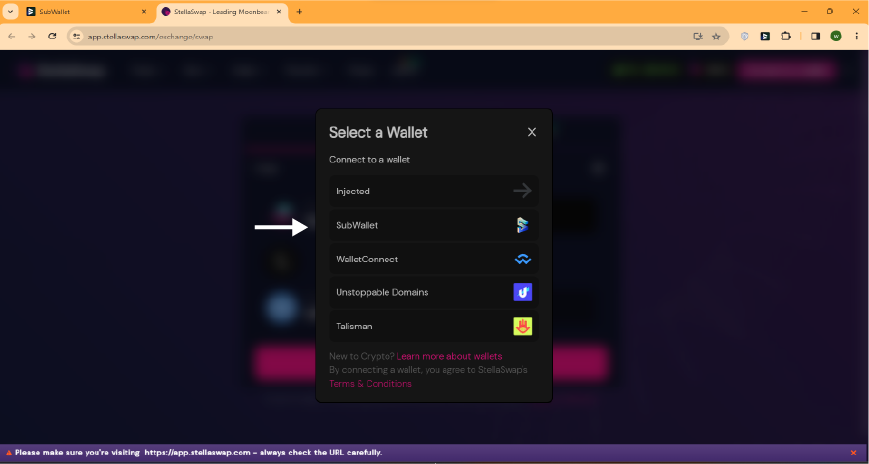 SubWallet
StellaSwap - Leading Moonbea
app.stellaswap.com/exchange/swap
W
Select a Wallet
Connect to a wallet
Injected
SubWallet
WalletConnect
Unstoppable Domains
Talisman
New to Crypto? Learn more about wallets
By connecting a wallet, you agree to StellaSwap's
Terms & Conditions
Please make sure you're visiting https://app.stellaswap.com - always check the URL carefully.